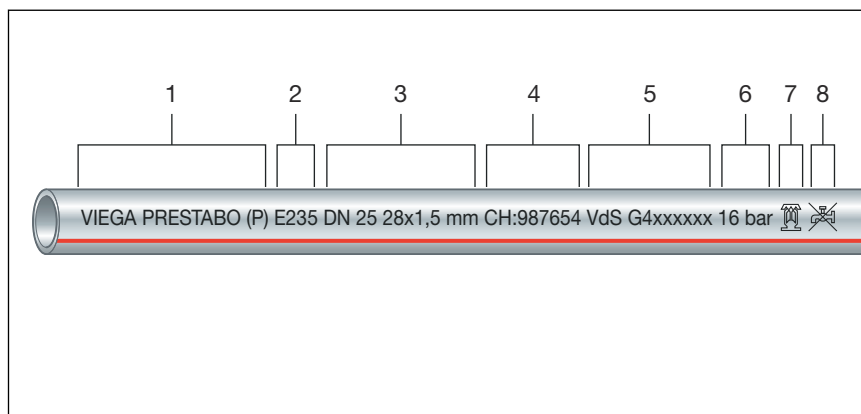 1 2 3 4 5 6 7 8
VIEGA PRESTABO (P) E235 DN 25 28x1,5 mm CH:987654 VdS G4xxxxxx 16 bar